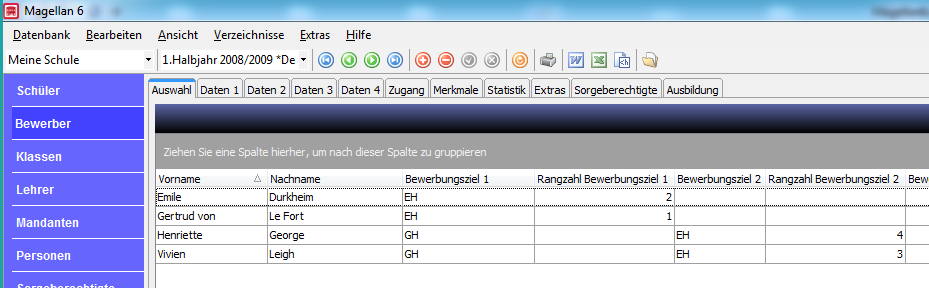 Magellan 6
Datenbank Bearbeiten Ansicht Verzeichnisse Extras Hilfe
Meine Schule 1.Halbjahr 2008/2009 *De
Schüler
Bewerber
Klassen
Lehrer
Mandanten
Personen
Auswahl Daten 1 Daten 2 Daten 3 Daten 4 Zugang Merkmale Statistik Extras Sorgeberechtigte Ausbildung
Ziehen Sie eine Spalte hierher, um nach dieser Spalte zu gruppieren
Vorname Nachname Bewerbungsziel 1 Rangzahl Bewerbungsziel 1 Bewerbungsziel 2 Rangzahl Bewerbungsziel 2 Bewe
Emile Durkheim EH 2
Gertrud von Le Fort EH 1
Henriette George GH EH 4
Vivien Leigh GH EH 3